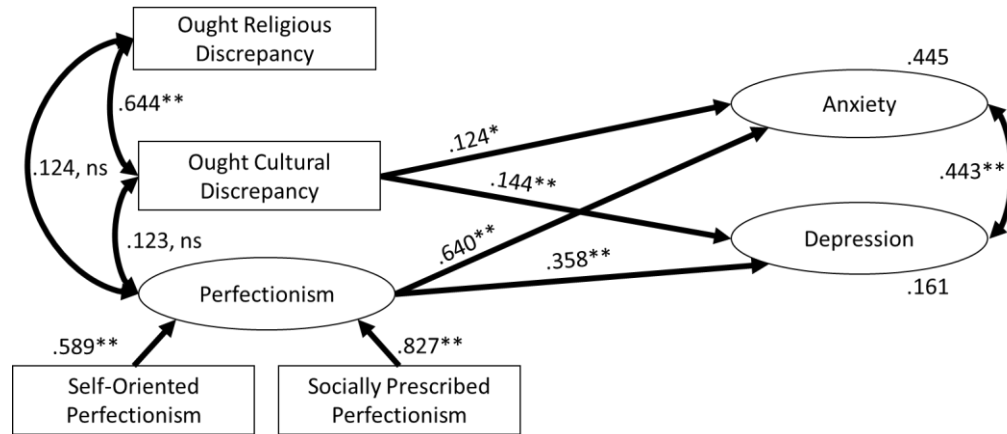 Ought Religious
Discrepancy
.445
Anxiety
.644**
.124*
.124, ns
Ought Cultural
Discrepancy
.443**
.144**
.123, ns
.640**
Depression
.358**
Perfectionism
.161
.589**
.827**
Self-Oriented
Perfectionism
Socially Prescribed
Perfectionism